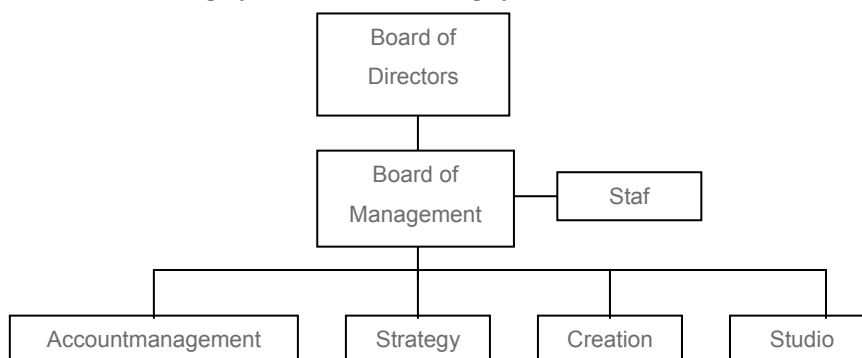 Board of
Directors
Board of
Management
Staf
Accountmanagement
Strategy
Creation
Studio